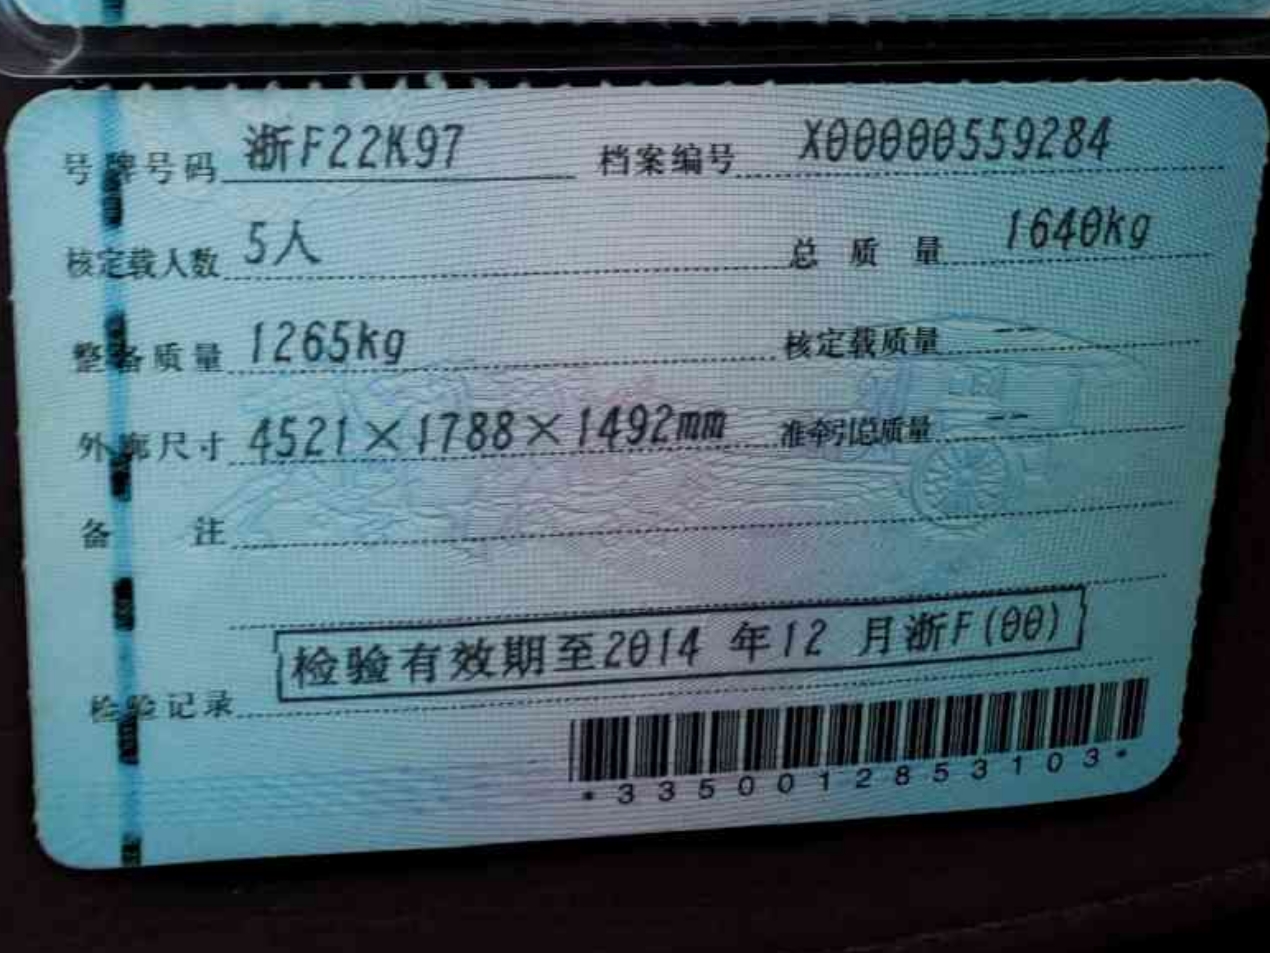 号牌号码 浙F22K97 档案编号 X00000559284
核定载人数 5人 总质量 1640kg
整备质量 1265kg 核定载质量 --
外廓尺寸 4521×1788×1492mm 准牵引总质量 --
备注
检验有效期至2014 年12 月浙F(00)
检验记录
*3350012853103*